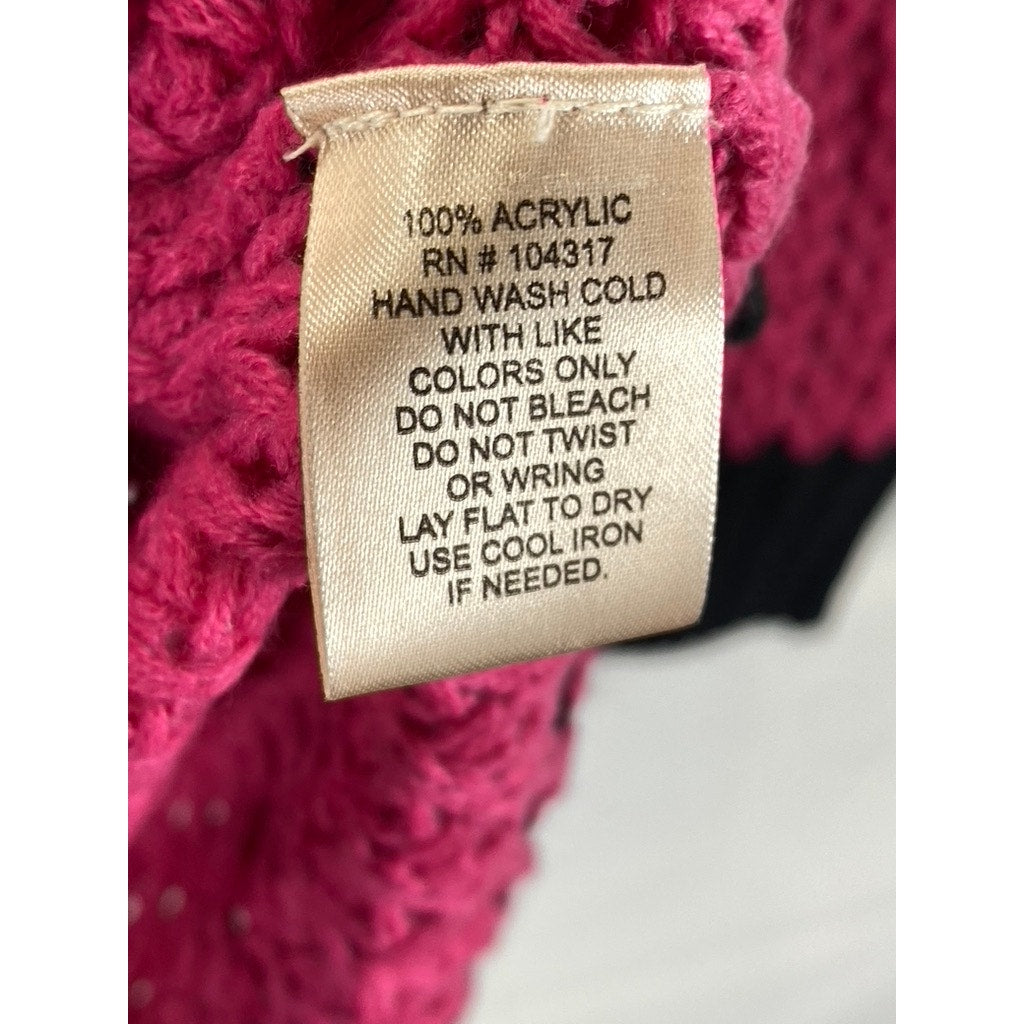 100% ACRYLIC
RN # 104317
HAND WASH COLD
WITH LIKE
COLORS ONLY
DO NOT BLEACH
DO NOT TWIST
OR WRING
LAY FLAT TO DRY
USE COOL IRON
IF NEEDED.